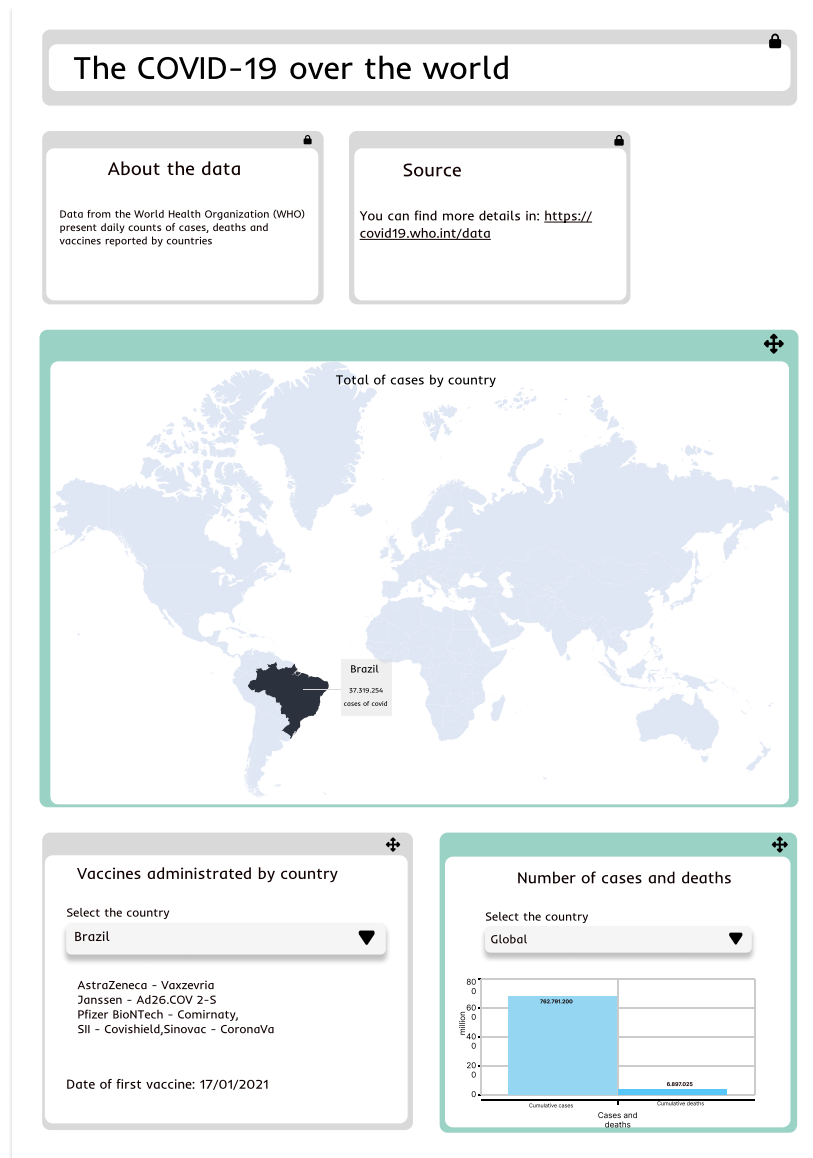 The COVID-19 over the world
About the data
Data from the World Health Organization (WHO)
present daily counts of cases, deaths and
vaccines reported by countries
Source
You can find more details in: https://
covid19.who.int/data
Total of cases by country
Brazil
37.319.254
cases of covid
Vaccines administrated by country
Select the country
Brazil
AstraZeneca - Vaxzevria
Janssen - Ad26.COV 2-S
Pfizer BioNTech - Comirnaty,
SII - Covishield,Sinovac - CoronaVa
Date of first vaccine: 17/01/2021
Number of cases and deaths
Select the country
Global
million
80
0
60
0
40
0
20
0
0
762.791.200
6.897.025
Cumulative cases
Cumulative deaths
Cases and
deaths